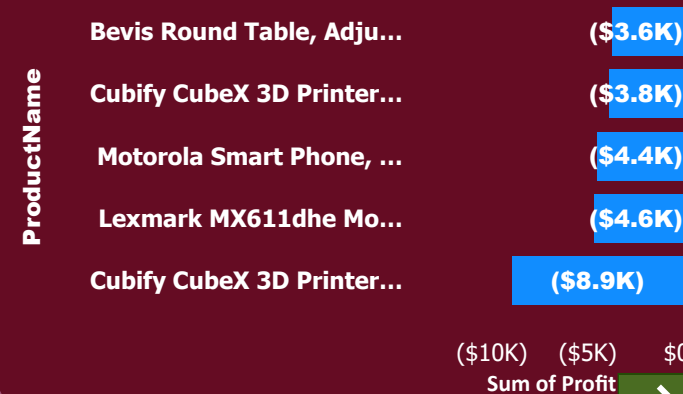 ProductName
Bevis Round Table, Adju... ($3.6K)
Cubify CubeX 3D Printer... ($3.8K)
Motorola Smart Phone, ... ($4.4K)
Lexmark MX611dhe Mo... ($4.6K)
Cubify CubeX 3D Printer... ($8.9K)
($10K) ($5K) $0
Sum of Profit